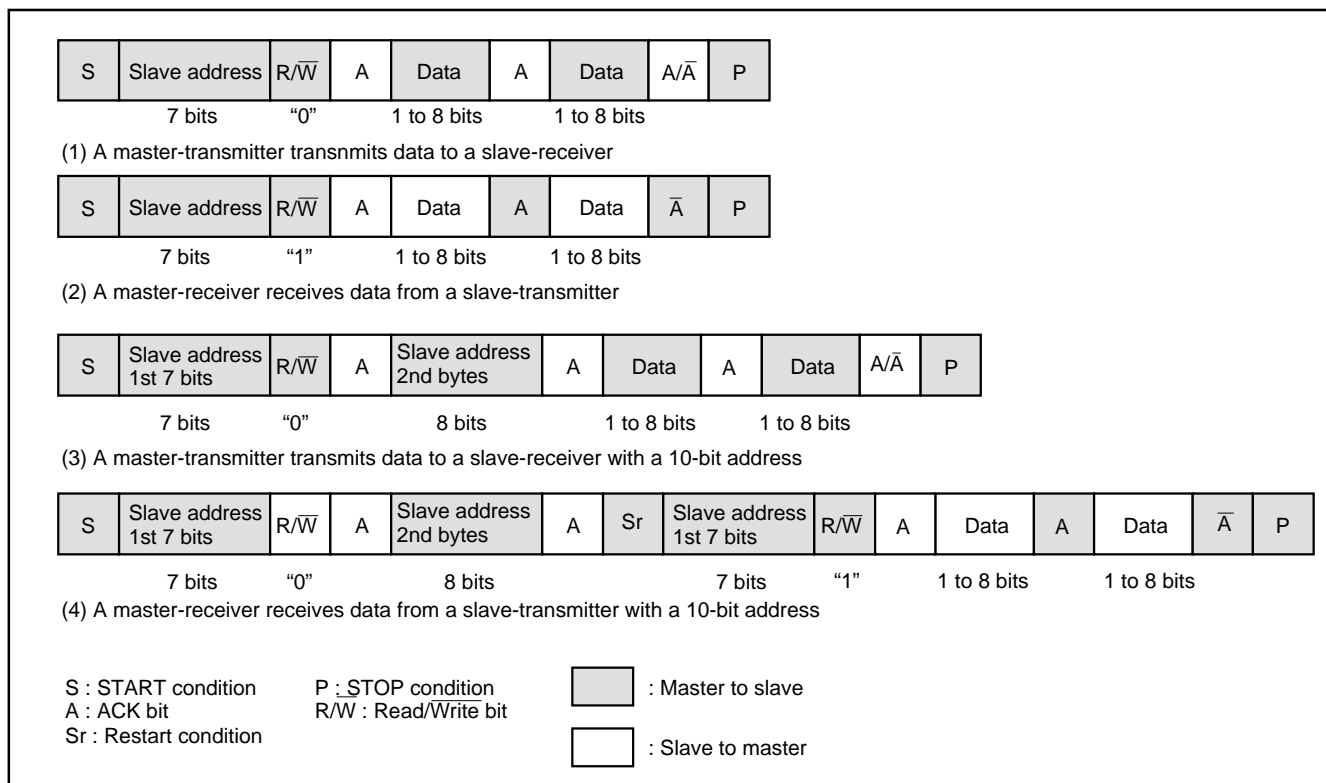 S Slave address R/W̅ A Data A Data A/A̅ P
7 bits “0” 1 to 8 bits 1 to 8 bits
(1) A master-transmitter transnmits data to a slave-receiver
S Slave address R/W̅ A Data A Data A̅ P
7 bits “1” 1 to 8 bits 1 to 8 bits
(2) A master-receiver receives data from a slave-transmitter
S Slave address 1st 7 bits R/W̅ A Slave address 2nd bytes A Data A Data A/A̅ P
7 bits “0” 8 bits 1 to 8 bits 1 to 8 bits
(3) A master-transmitter transmits data to a slave-receiver with a 10-bit address
S Slave address 1st 7 bits R/W̅ A Slave address 2nd bytes A Sr Slave address 1st 7 bits R/W̅ A Data A Data A̅ P
7 bits “0” 8 bits 7 bits “1” 1 to 8 bits 1 to 8 bits
(4) A master-receiver receives data from a slave-transmitter with a 10-bit address
S : START condition
A : ACK bit
Sr : Restart condition
P : STOP condition
R/W̅ : Read/W̅r̅i̅t̅e̅ bit
: Master to slave
: Slave to master